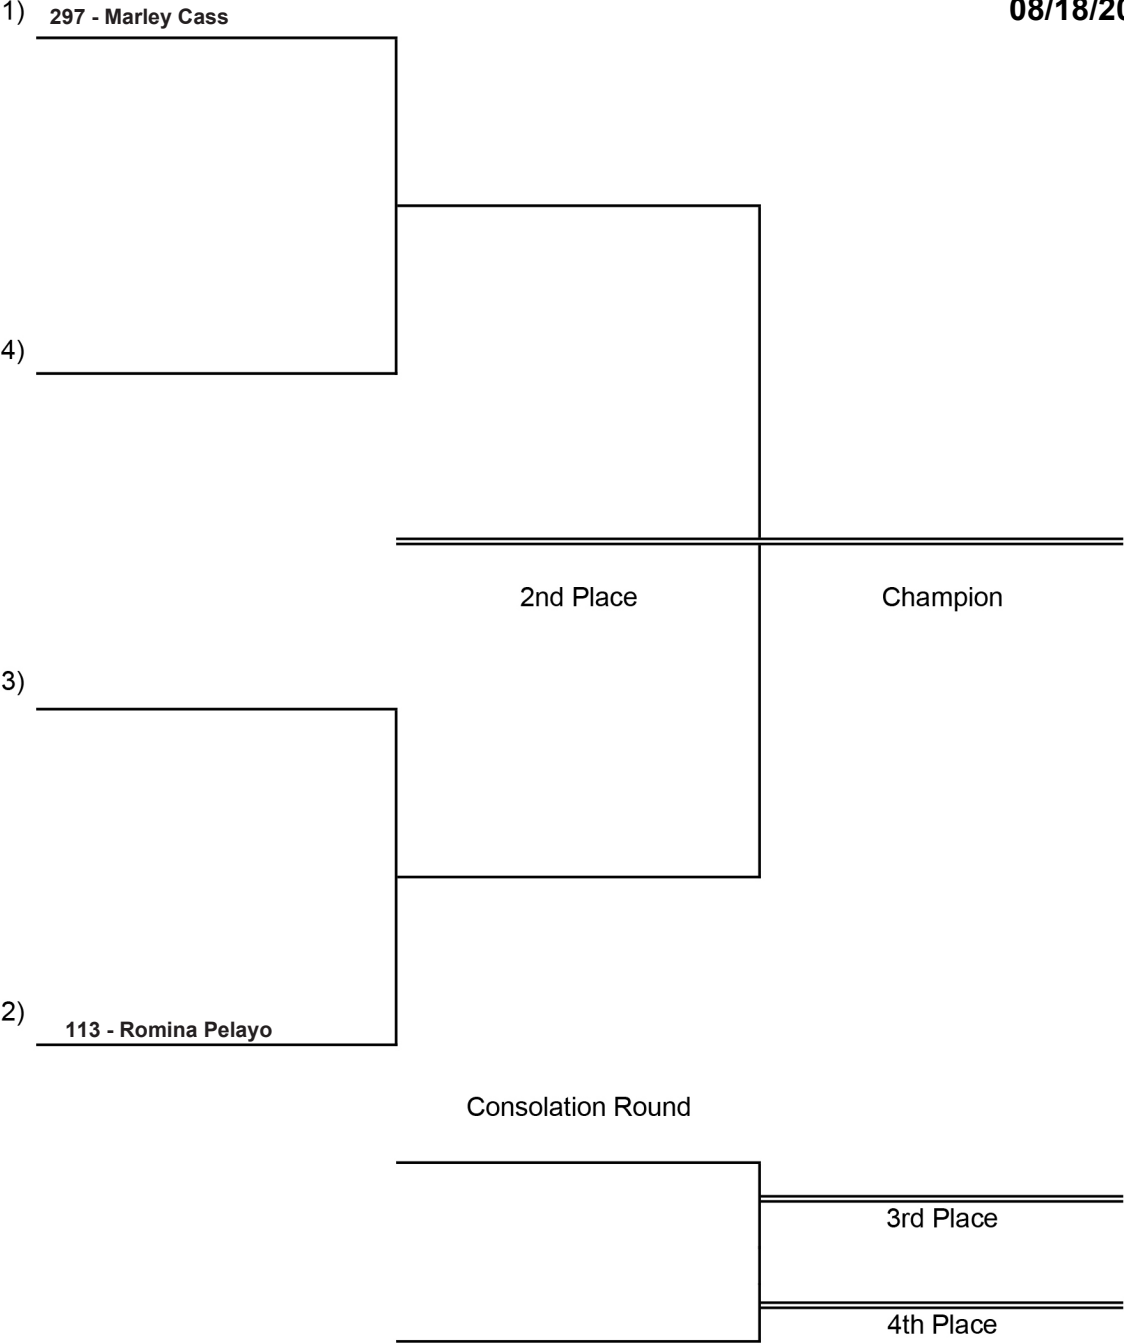 1) 297 - Marley Cass
08/18/20
4)
2nd Place Champion
3)
2)
113 - Romina Pelayo
Consolation Round
3rd Place
4th Place